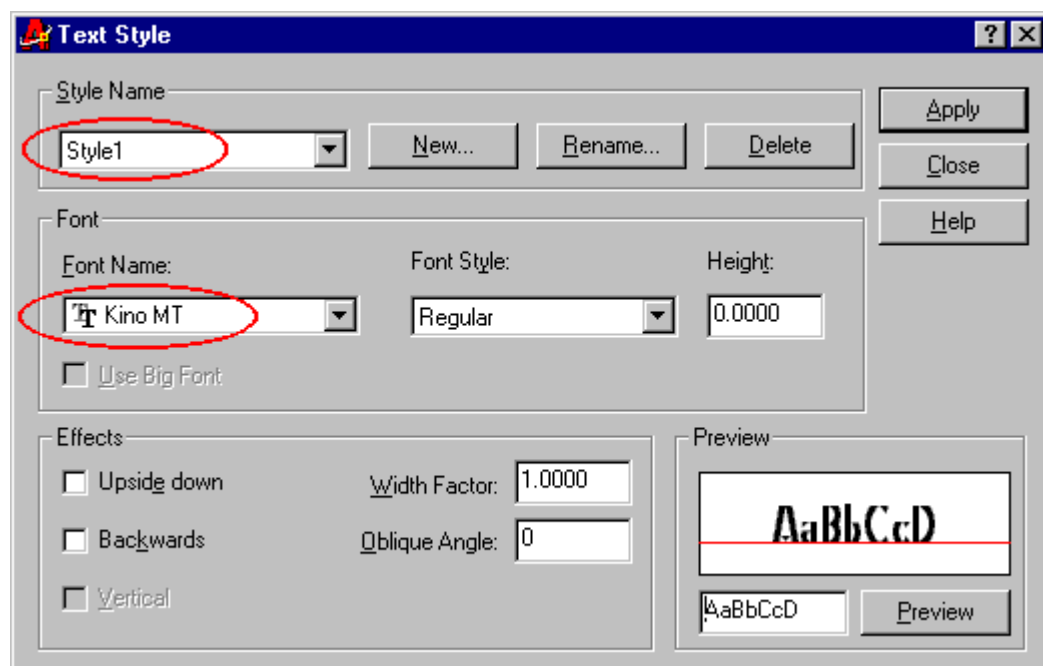 Text Style
Style Name
Style1 New... Rename... Delete
Apply
Close
Help
Font
Font Name: Font Style: Height:
Kino MT Regular 0.0000
Use Big Font
Effects
Upside down Width Factor: 1.0000
Backwards Oblique Angle: 0
Vertical
Preview
AaBbCcD
AaBbCcD Preview